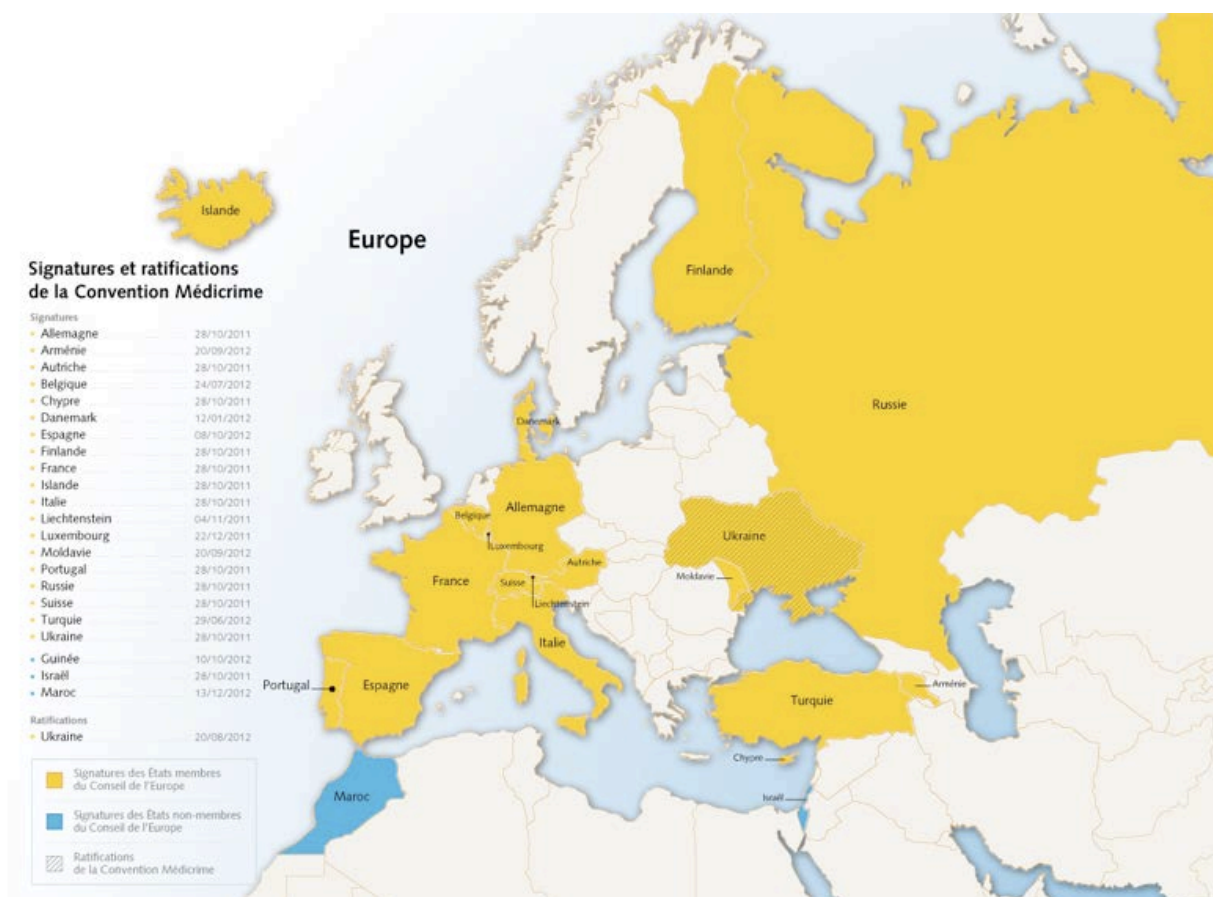 Europe
Signatures et ratifications
de la Convention Médicrime
Signatures
Allemagne 28/10/2011
Arménie 20/09/2012
Autriche 28/10/2011
Belgique 24/07/2012
Chypre 28/10/2011
Danemark 12/01/2012
Espagne 08/10/2012
Finlande 28/10/2011
France 28/10/2011
Islande 28/10/2011
Italie 28/10/2011
Liechtenstein 04/11/2011
Luxembourg 22/12/2011
Moldavie 20/09/2012
Portugal 28/10/2011
Russie 28/10/2011
Suisse 28/10/2011
Turquie 29/06/2012
Ukraine 28/10/2011
Guinée 10/10/2012
Israël 28/10/2011
Maroc 13/12/2012
Ratifications
Ukraine 20/08/2012
Signatures des États membres
du Conseil de l'Europe
Signatures des États non-membres
du Conseil de l'Europe
Ratifications
de la Convention Médicrime
Islande
Finlande
Russie
Danemark
Allemagne
Belgique
Luxembourg
Ukraine
Autriche
Moldavie
France
Suisse
Liechtenstein
Italie
Portugal
Espagne
Arménie
Turquie
Chypre
Israël
Maroc